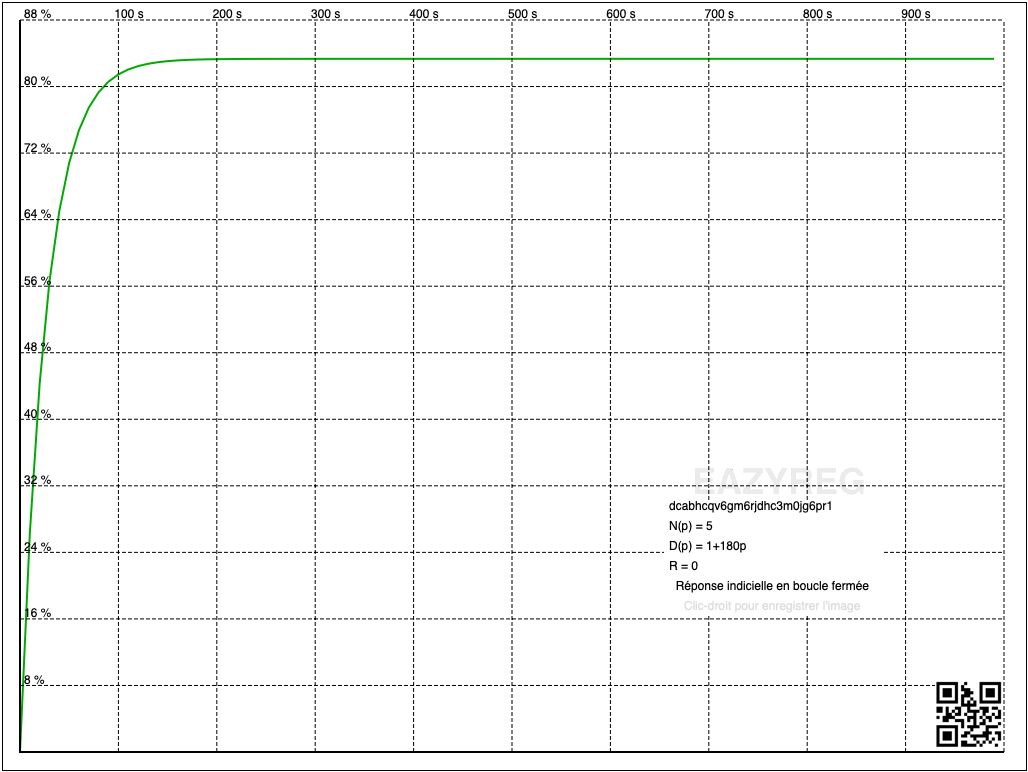 88 % 100 s 200 s 300 s 400 s 500 s 600 s 700 s 800 s 900 s
80 %
72 %
64 %
56 %
48 %
40 %
32 %
EAZYREG
dcabhcqv6gm6rjdhc3m0jg6pr1
N(p) = 5
24 %
D(p) = 1+180p
R = 0
Réponse indicielle en boucle fermée
Clic-droit pour enregistrer l'image
16 %
8 %